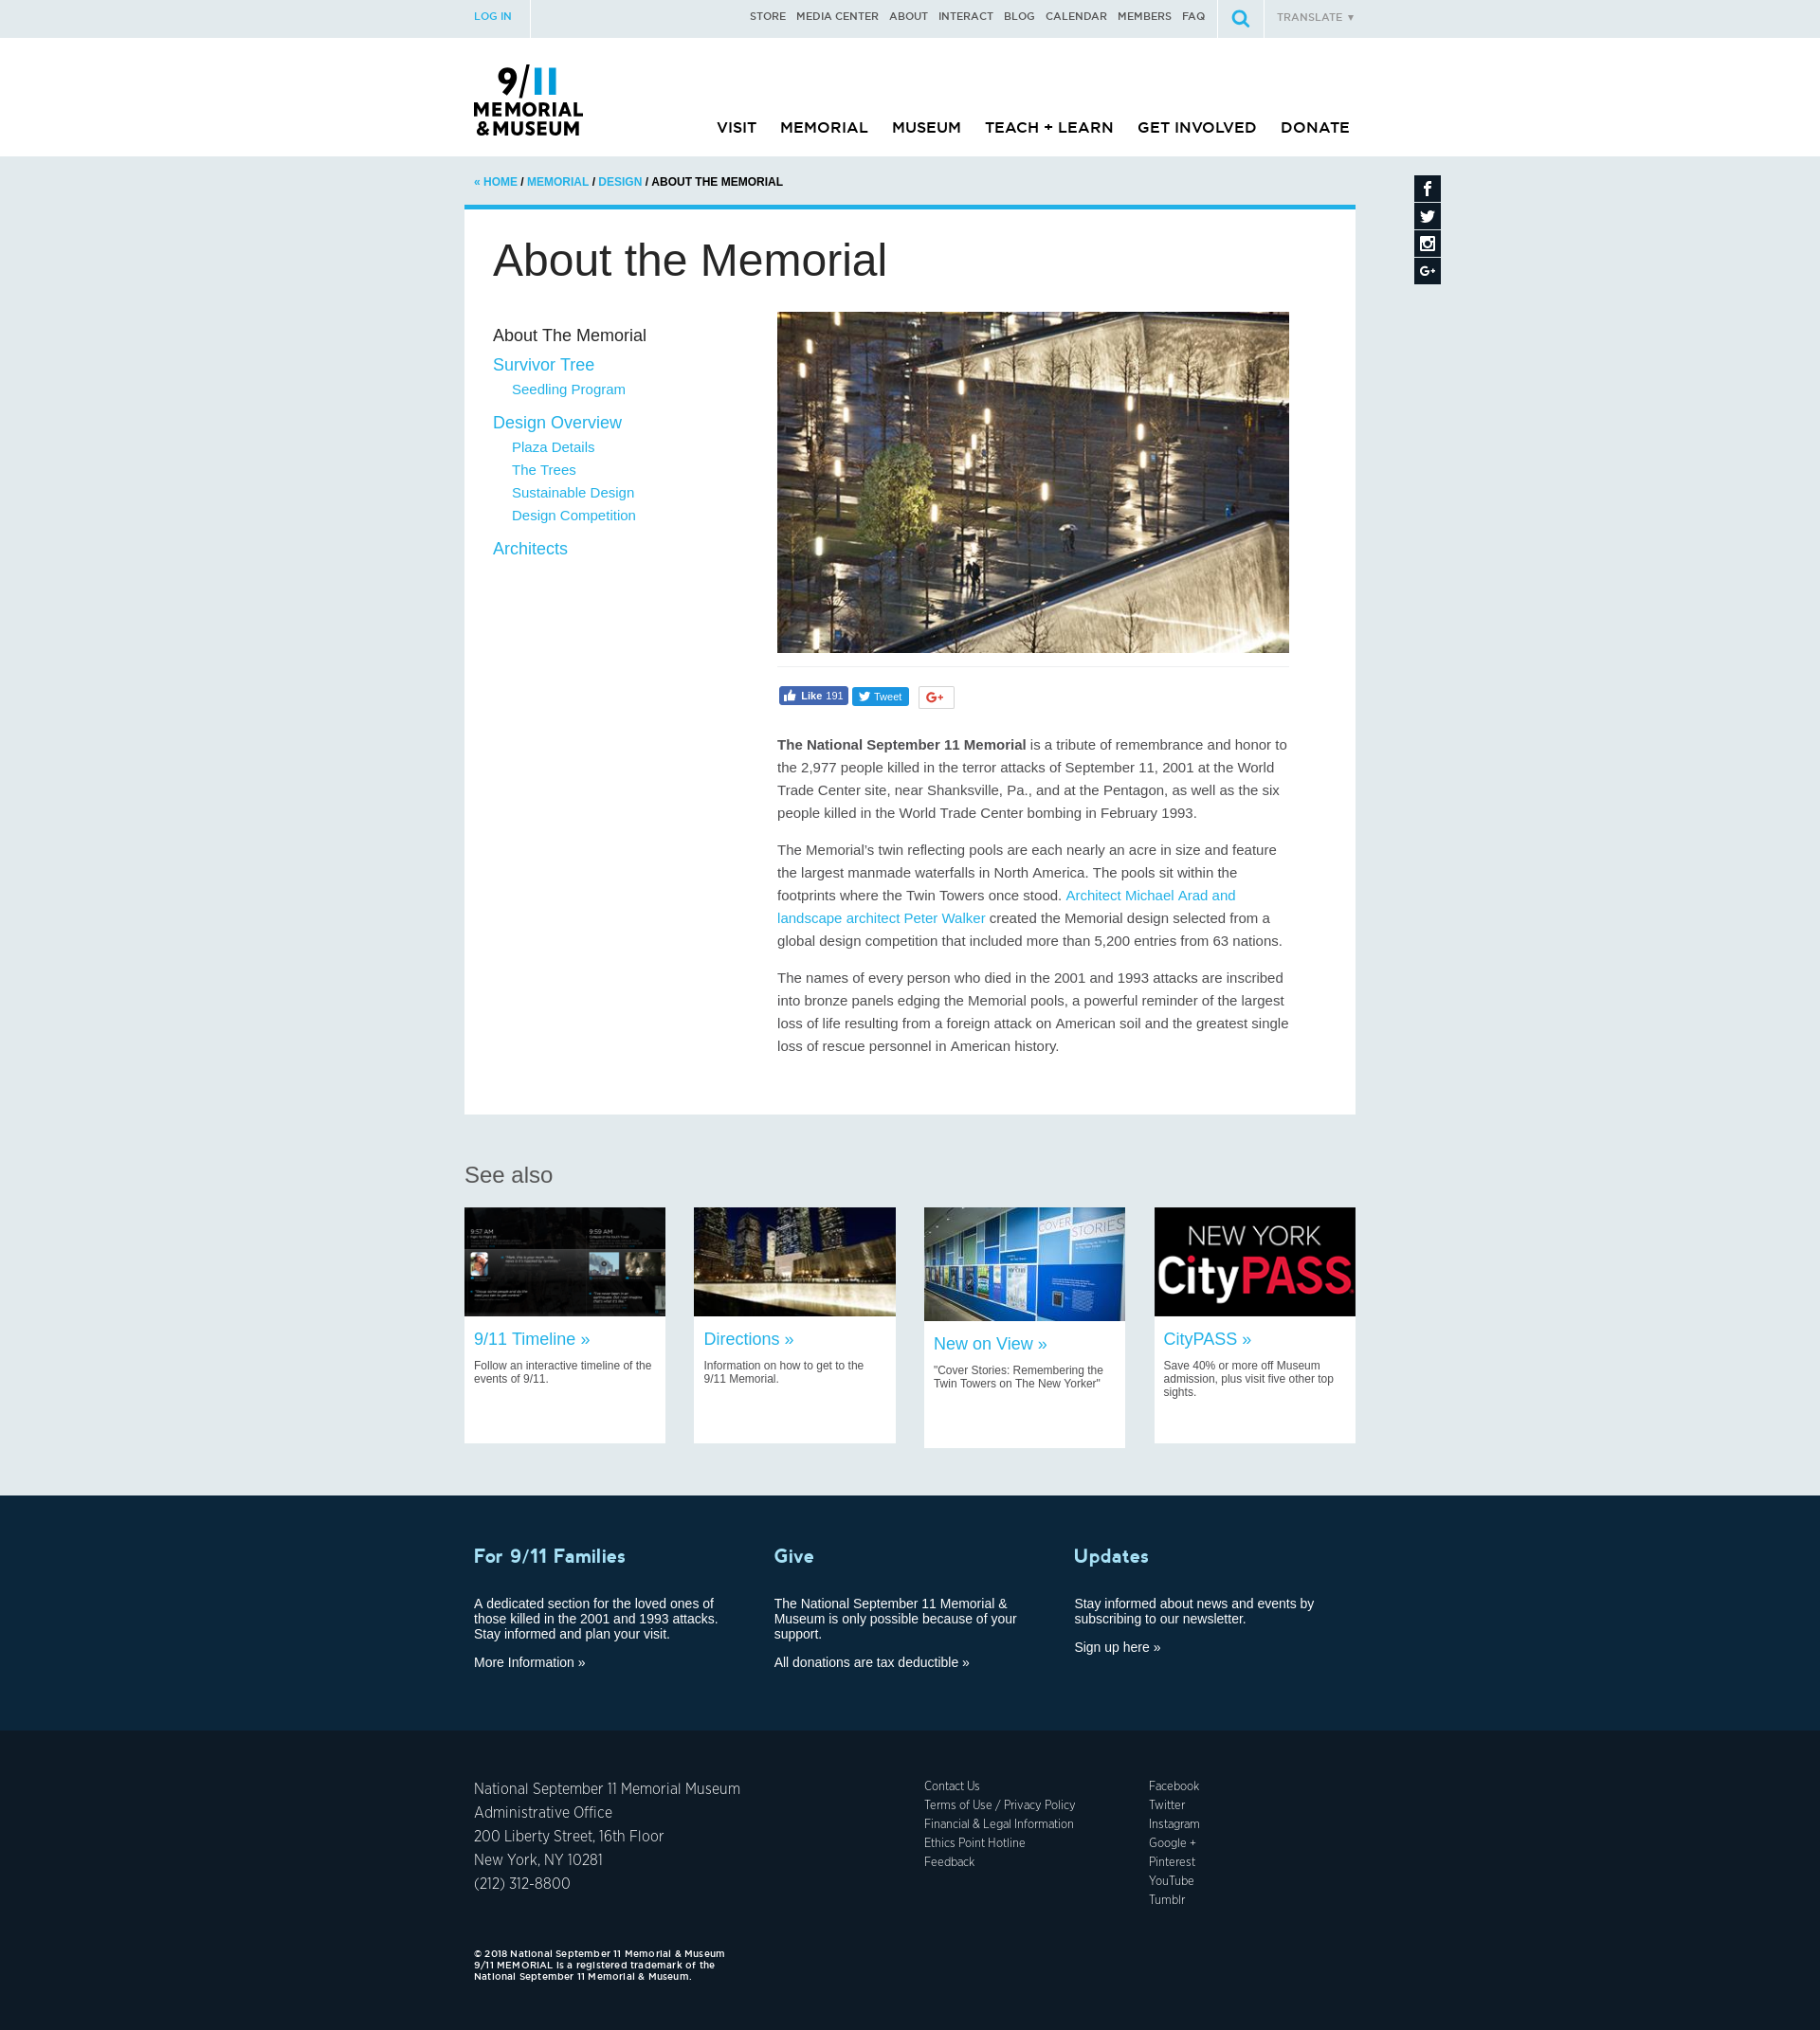 LOG IN
STORE MEDIA CENTER ABOUT INTERACT BLOG CALENDAR MEMBERS FAQ
TRANSLATE ▼
9/11
MEMORIAL
& MUSEUM
VISIT MEMORIAL MUSEUM TEACH + LEARN GET INVOLVED DONATE
« HOME / MEMORIAL / DESIGN / ABOUT THE MEMORIAL
About the Memorial
About The Memorial
Survivor Tree
Seedling Program
Design Overview
Plaza Details
The Trees
Sustainable Design
Design Competition
Architects
Like 191
Tweet
G+
The National September 11 Memorial is a tribute of remembrance and honor to
the 2,977 people killed in the terror attacks of September 11, 2001 at the World
Trade Center site, near Shanksville, Pa., and at the Pentagon, as well as the six
people killed in the World Trade Center bombing in February 1993.
The Memorial's twin reflecting pools are each nearly an acre in size and feature
the largest manmade waterfalls in North America. The pools sit within the
footprints where the Twin Towers once stood. Architect Michael Arad and
landscape architect Peter Walker created the Memorial design selected from a
global design competition that included more than 5,200 entries from 63 nations.
The names of every person who died in the 2001 and 1993 attacks are inscribed
into bronze panels edging the Memorial pools, a powerful reminder of the largest
loss of life resulting from a foreign attack on American soil and the greatest single
loss of rescue personnel in American history.
See also
9:57 AM
9:59 AM
9/11 Timeline »
Follow an interactive timeline of the
events of 9/11.
Directions »
Information on how to get to the
9/11 Memorial.
COVER STORIES
New on View »
"Cover Stories: Remembering the
Twin Towers on The New Yorker"
NEW YORK
CityPASS
CityPASS »
Save 40% or more off Museum
admission, plus visit five other top
sights.
For 9/11 Families
A dedicated section for the loved ones of
those killed in the 2001 and 1993 attacks.
Stay informed and plan your visit.
More Information »
Give
The National September 11 Memorial &
Museum is only possible because of your
support.
All donations are tax deductible »
Updates
Stay informed about news and events by
subscribing to our newsletter.
Sign up here »
National September 11 Memorial Museum
Administrative Office
200 Liberty Street, 16th Floor
New York, NY 10281
(212) 312-8800
Contact Us
Terms of Use / Privacy Policy
Financial & Legal Information
Ethics Point Hotline
Feedback
Facebook
Twitter
Instagram
Google +
Pinterest
YouTube
Tumblr
© 2018 National September 11 Memorial & Museum
9/11 MEMORIAL is a registered trademark of the
National September 11 Memorial & Museum.